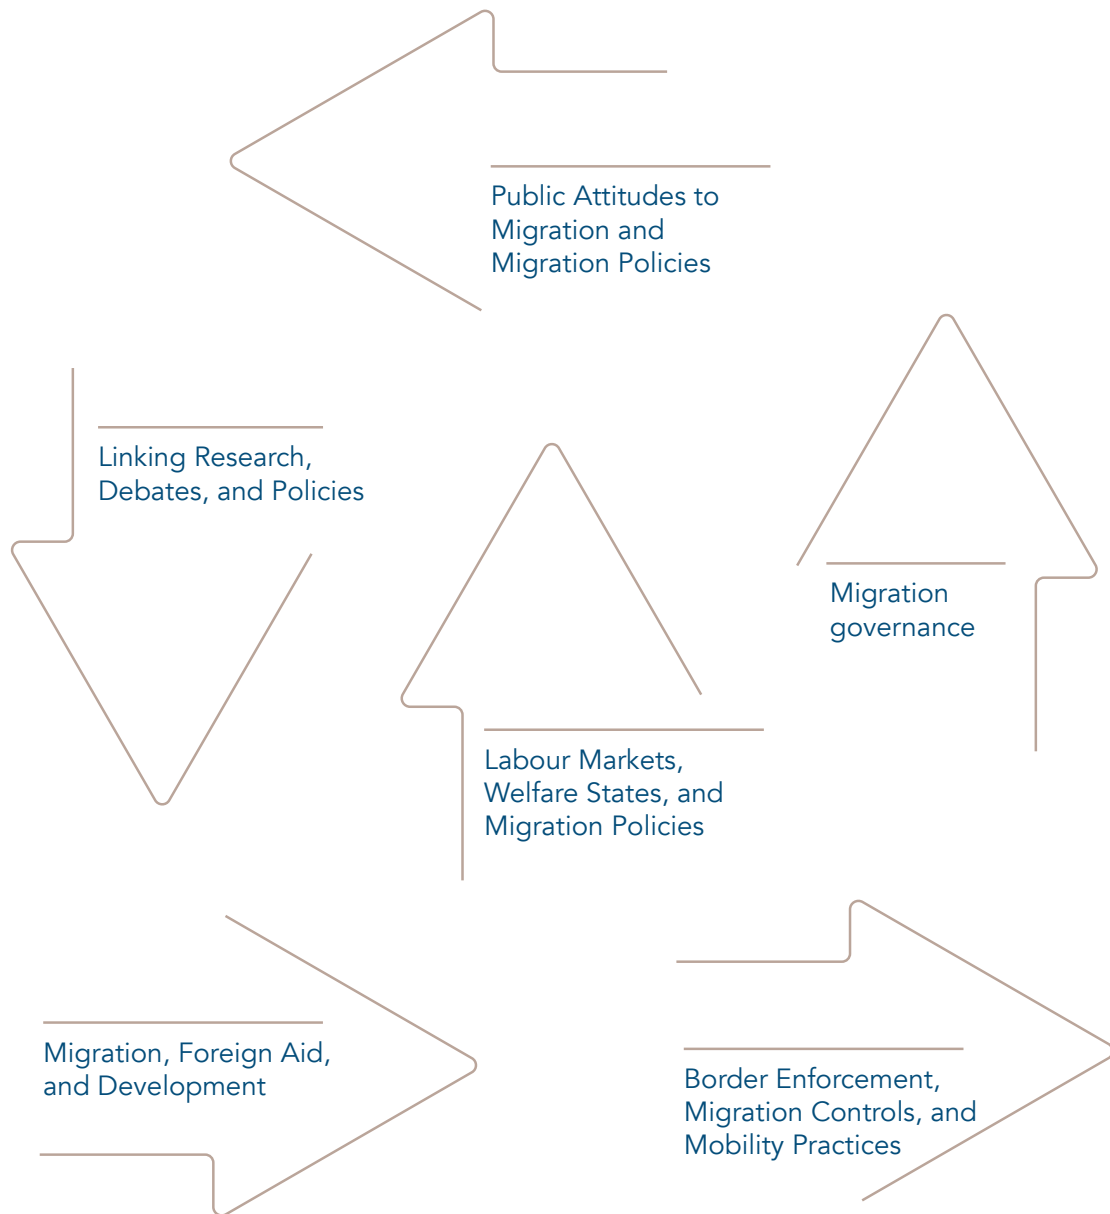 Public Attitudes to
Migration and
Migration Policies
Linking Research,
Debates, and Policies
Migration
governance
Labour Markets,
Welfare States, and
Migration Policies
Migration, Foreign Aid,
and Development
Border Enforcement,
Migration Controls, and
Mobility Practices